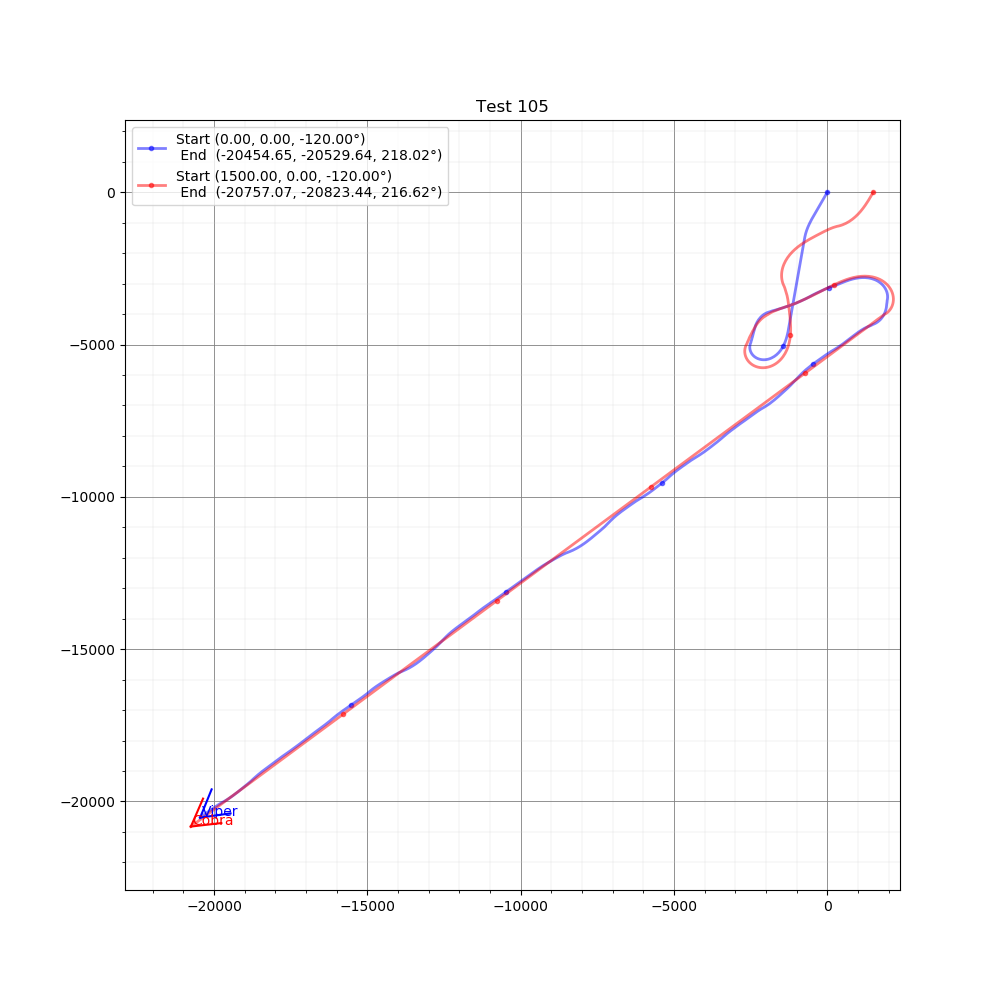 Test 105
Start (0.00, 0.00, -120.00°)
End (-20454.65, -20529.64, 218.02°)
Start (1500.00, 0.00, -120.00°)
End (-20757.07, -20823.44, 216.62°)
0
−5000
−10000
−15000
−20000
Viper
Cobra
−20000
−15000
−10000
−5000
0